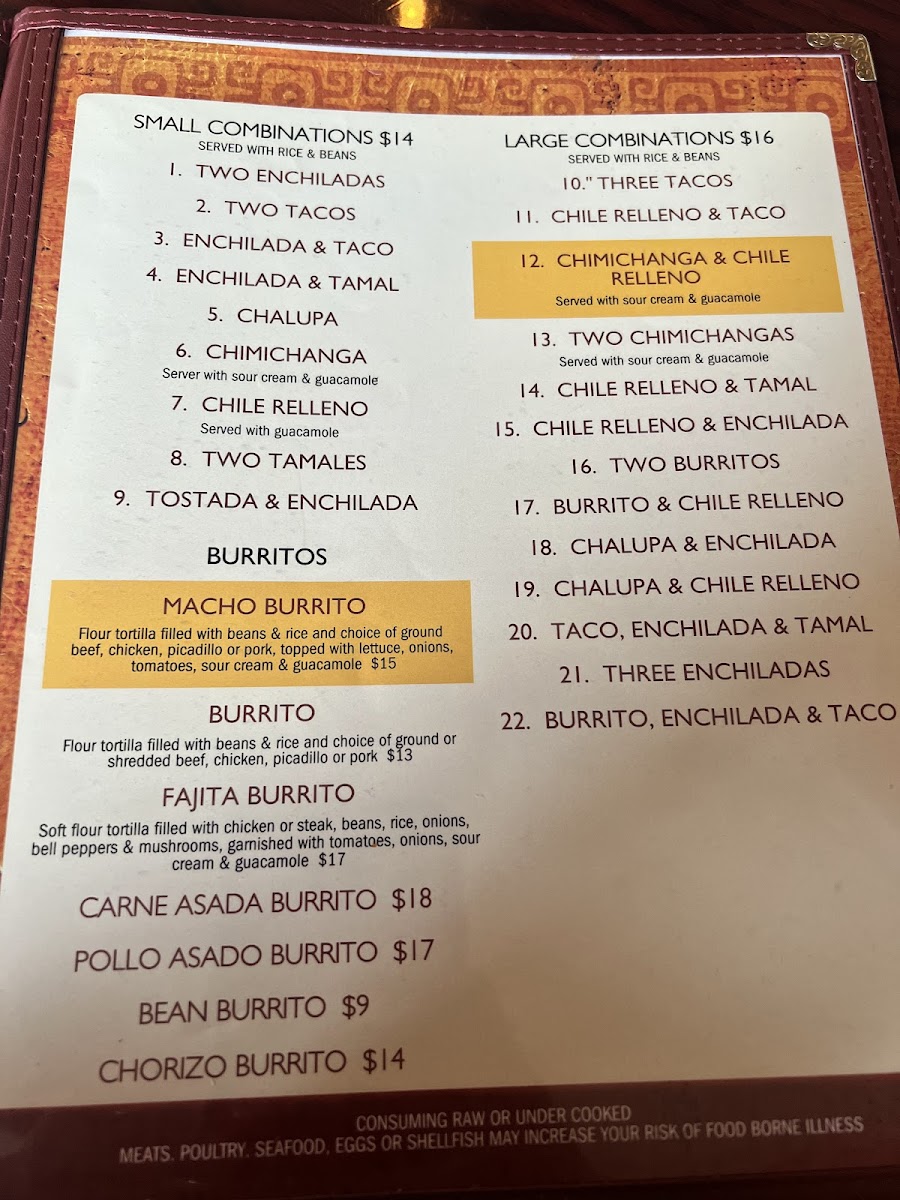 SMALL COMBINATIONS $14
SERVED WITH RICE & BEANS
1. TWO ENCHILADAS
2. TWO TACOS
3. ENCHILADA & TACO
4. ENCHILADA & TAMAL
5. CHALUPA
6. CHIMICHANGA
Server with sour cream & guacamole
7. CHILE RELLENO
Served with guacamole
8. TWO TAMALES
9. TOSTADA & ENCHILADA
BURRITOS
MACHO BURRITO
Flour tortilla filled with beans & rice and choice of ground
beef, chicken, picadillo or pork, topped with lettuce, onions,
tomatoes, sour cream & guacamole $15
BURRITO
Flour tortilla filled with beans & rice and choice of ground or
shredded beef, chicken, picadillo or pork $13
FAJITA BURRITO
Soft flour tortilla filled with chicken or steak, beans, rice, onions,
bell peppers & mushrooms, garnished with tomatoes, onions, sour
cream & guacamole $17
CARNE ASADA BURRITO $18
POLLO ASADO BURRITO $17
BEAN BURRITO $9
CHORIZO BURRITO $14
LARGE COMBINATIONS $16
SERVED WITH RICE & BEANS
10." THREE TACOS
11. CHILE RELLENO & TACO
12. CHIMICHANGA & CHILE
RELLENO
Served with sour cream & guacamole
13. TWO CHIMICHANGAS
Served with sour cream & guacamole
14. CHILE RELLENO & TAMAL
15. CHILE RELLENO & ENCHILADA
16. TWO BURRITOS
17. BURRITO & CHILE RELLENO
18. CHALUPA & ENCHILADA
19. CHALUPA & CHILE RELLENO
20. TACO, ENCHILADA & TAMAL
21. THREE ENCHILADAS
22. BURRITO, ENCHILADA & TACO
CONSUMING RAW OR UNDER COOKED
MEATS. POULTRY. SEAFOOD, EGGS OR SHELLFISH MAY INCREASE YOUR RISK OF FOOD BORNE ILLNESS